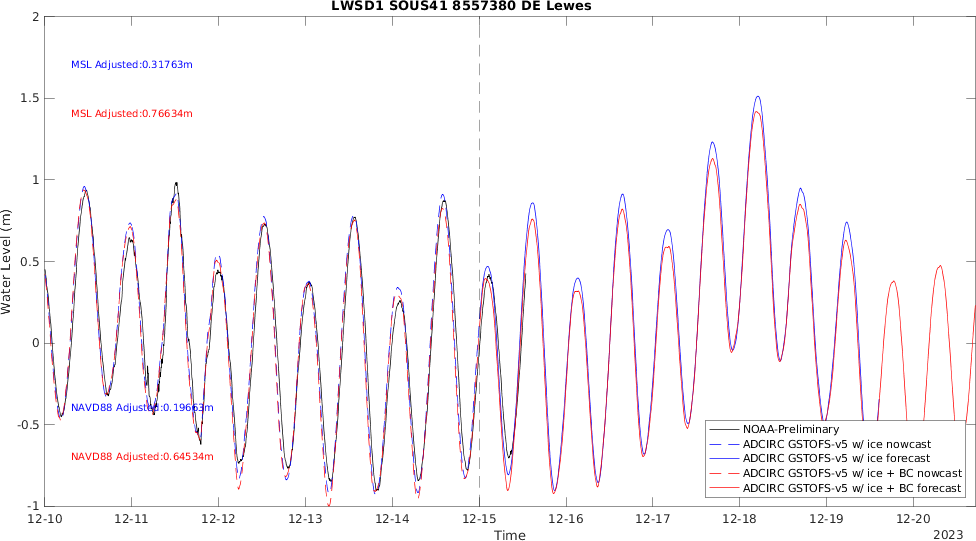 LWSD1 SOUS41 8557380 DE Lewes
2
1.5
1
0.5
0
-0.5
-1
Water Level (m)
MSL Adjusted:0.31763m
MSL Adjusted:0.76634m
NAVD88 Adjusted:0.19663m
NAVD88 Adjusted:0.64534m
NOAA-Preliminary
ADCIRC GSTOFS-v5 w/ ice nowcast
ADCIRC GSTOFS-v5 w/ ice forecast
ADCIRC GSTOFS-v5 w/ ice + BC nowcast
ADCIRC GSTOFS-v5 w/ ice + BC forecast
12-10 12-11 12-12 12-13 12-14 12-15 12-16 12-17 12-18 12-19 12-20
Time
2023